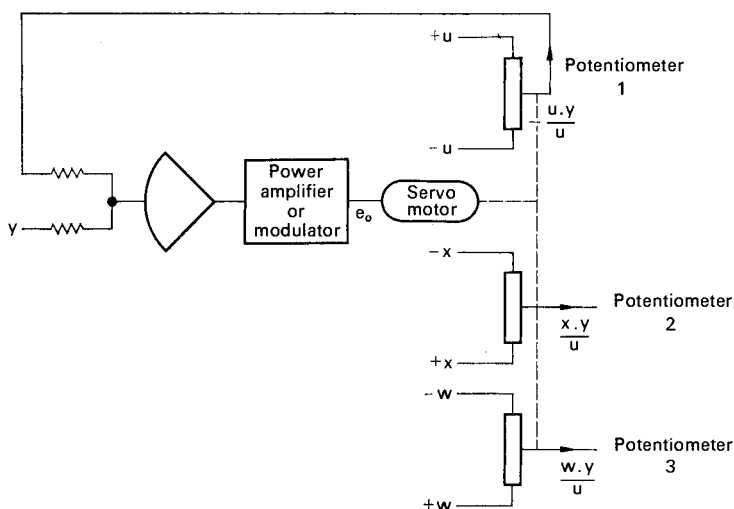 +u
Potentiometer
1
u.y
u
-u
Power
amplifier
or
modulator
Servo
motor
y
e₀
-x
Potentiometer
2
x.y
u
+x
-w
Potentiometer
3
w.y
u
+w